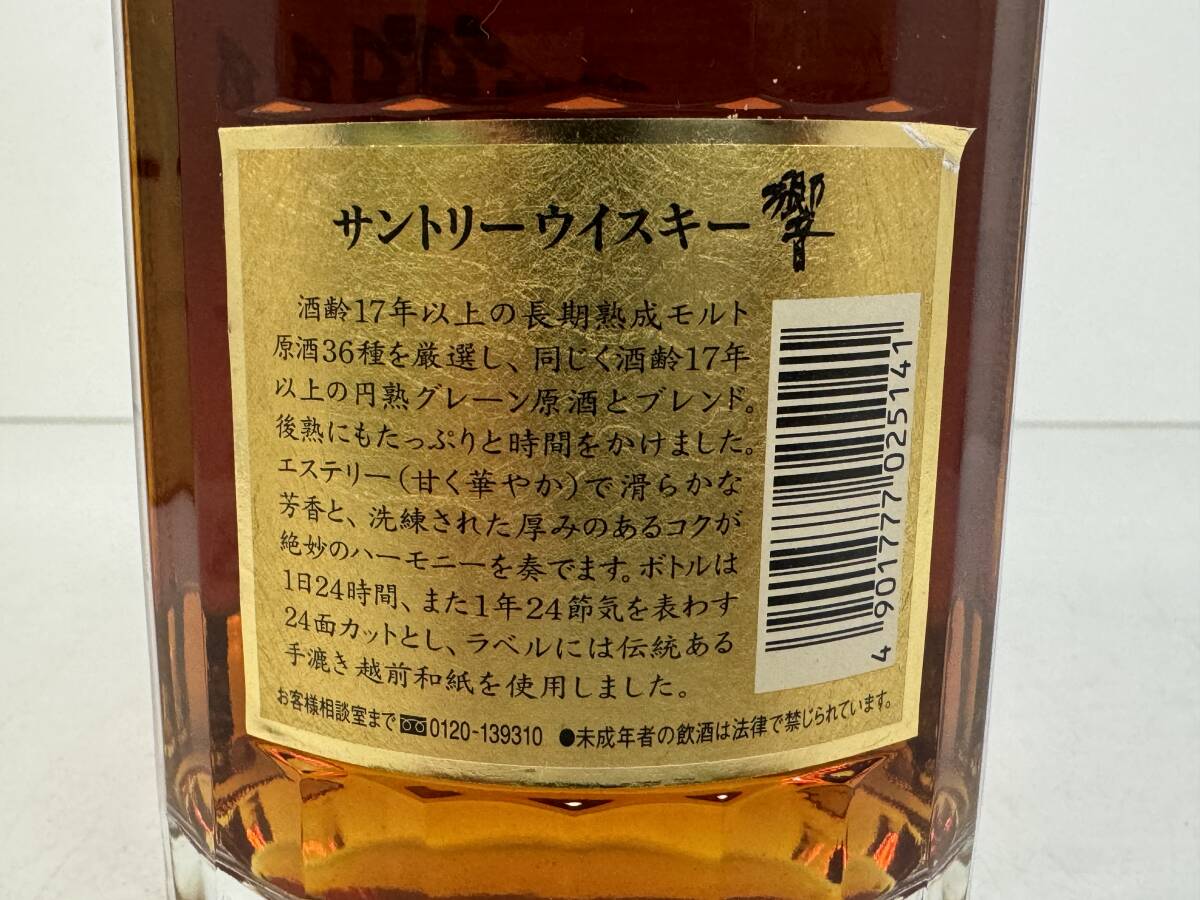 サントリーウイスキー 響
酒齢17年以上の長期熟成モルト
原酒36種を厳選し、同じく酒齢17年
以上の円熟グレーン原酒とブレンド。
後熟にもたっぷりと時間をかけました。
エステリー(甘く華やか)で滑らかな
芳香と、洗練された厚みのあるコクが
絶妙のハーモニーを奏でます。ボトルは
1日24時間、また1年24節気を表わす
24面カットとし、ラベルには伝統ある
手漉き越前和紙を使用しました。
お客様相談室まで 0120-139310 ●未成年者の飲酒は法律で禁じられています。
4 901777 025141